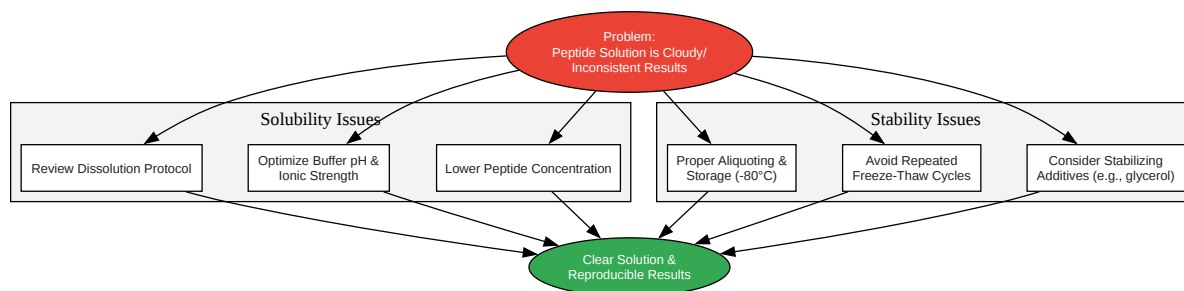 Problem:
Peptide Solution is Cloudy/
Inconsistent Results
Solubility Issues
Stability Issues
Review Dissolution Protocol
Optimize Buffer pH &
Ionic Strength
Lower Peptide Concentration
Proper Aliquoting &
Storage (-80°C)
Avoid Repeated
Freeze-Thaw Cycles
Consider Stabilizing
Additives (e.g., glycerol)
Clear Solution &
Reproducible Results